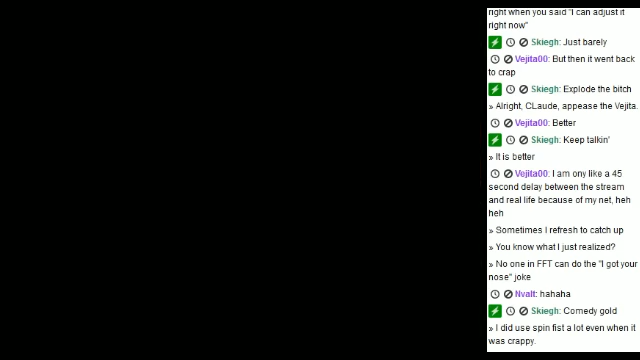 right when you said "I can adjust it
right now"
Skiegh: Just barely
Vejita00: But then it went back
to crap
Skiegh: Explode the bitch
» Alright, CLaude, appease the Vejita.
Vejita00: Better
Skiegh: Keep talkin'
» It is better
Vejita00: I am ony like a 45
second delay between the stream
and real life because of my net, heh
heh
» Sometimes I refresh to catch up
» You know what I just realized?
» No one in FFT can do the "I got your
nose" joke
Nvalt: hahaha
Skiegh: Comedy gold
» I did use spin fist a lot even when it
was crappy.